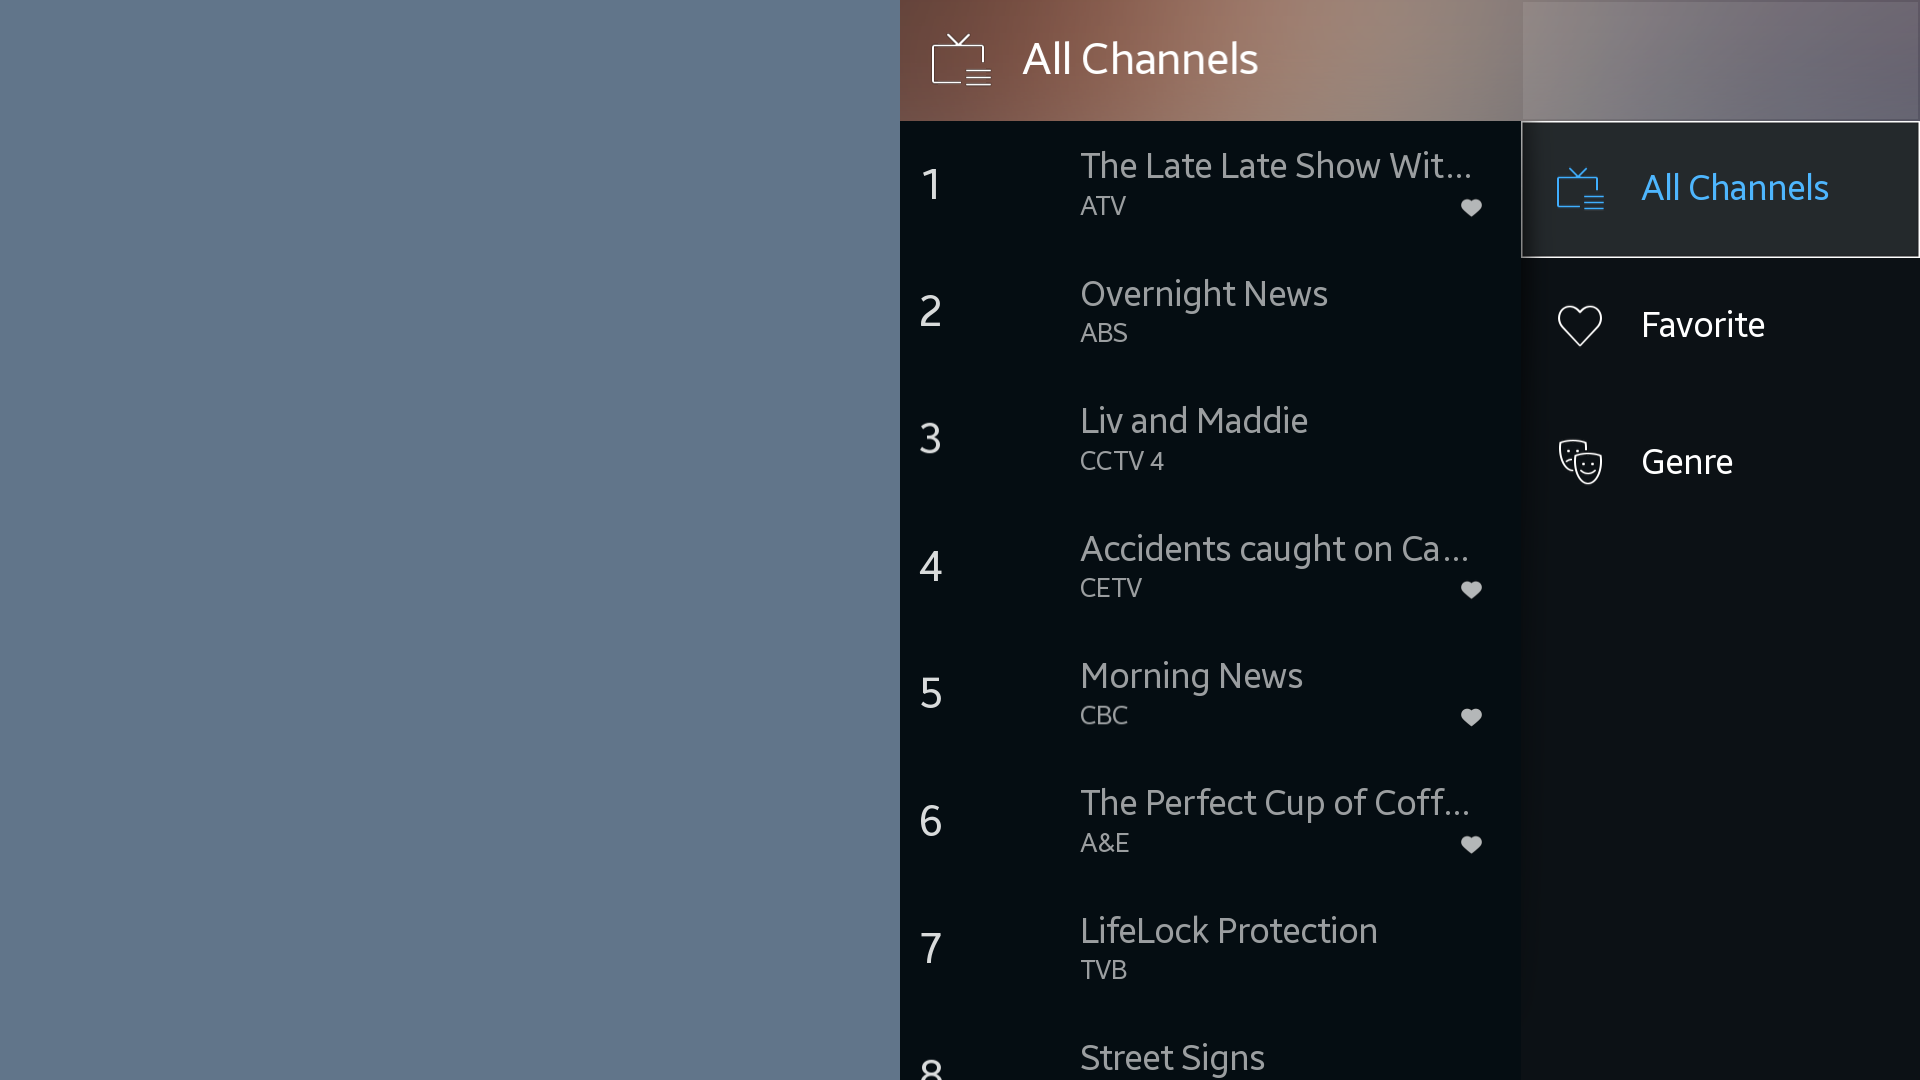 All Channels
1
The Late Late Show Wit...
ATV
2
Overnight News
ABS
3
Liv and Maddie
CCTV 4
4
Accidents caught on Ca...
CETV
5
Morning News
CBC
6
The Perfect Cup of Coff...
A&E
7
LifeLock Protection
TVB
8
Street Signs
All Channels
Favorite
Genre